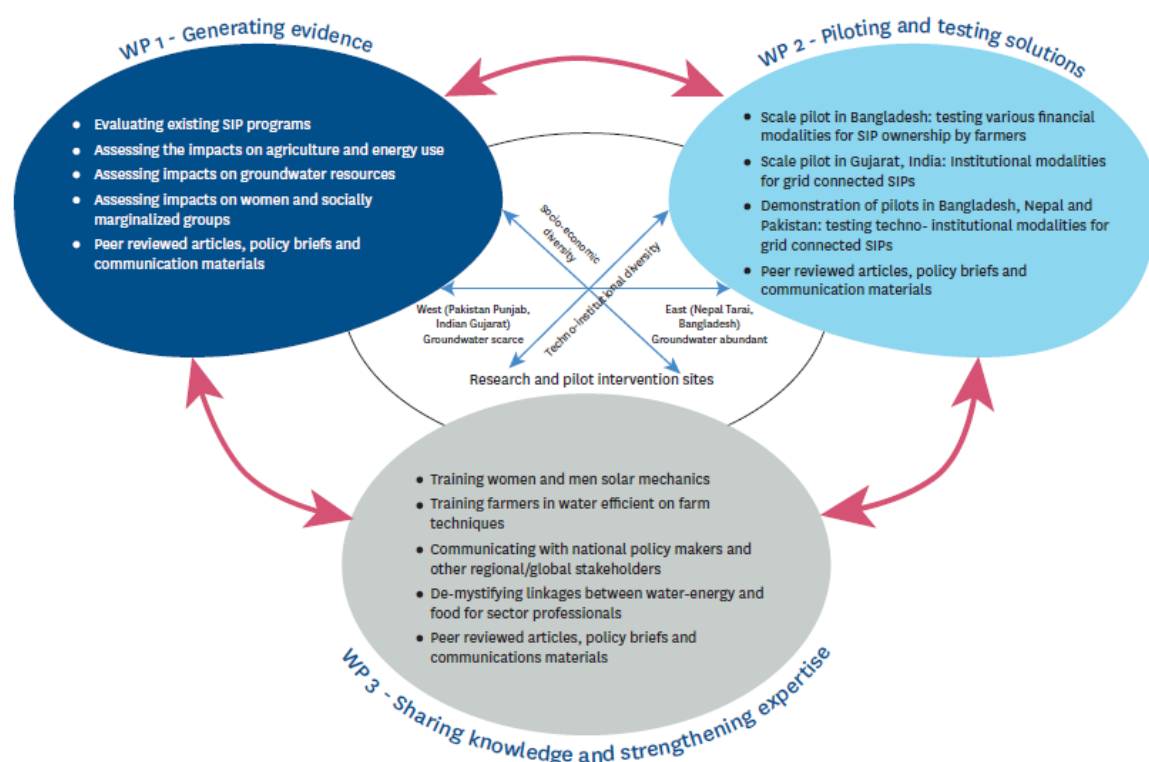 WP 1 - Generating evidence
• Evaluating existing SIP programs
• Assessing the impacts on agriculture and energy use
• Assessing impacts on groundwater resources
• Assessing impacts on women and socially
marginalized groups
• Peer reviewed articles, policy briefs and
communication materials
WP 2 - Piloting and testing solutions
• Scale pilot in Bangladesh: testing various financial
modalities for SIP ownership by farmers
• Scale pilot in Gujarat, India: Institutional modalities
for grid connected SIPs
• Demonstration of pilots in Bangladesh, Nepal and
Pakistan: testing techno- institutional modalities for
grid connected SIPs
• Peer reviewed articles, policy briefs and
communication materials
Socio-economic
diversity
Techno-institutional diversity
West (Pakistan Punjab,
Indian Gujarat)
Groundwater scarce
East (Nepal Tarai,
Bangladesh)
Groundwater abundant
Research and pilot intervention sites
• Training women and men solar mechanics
• Training farmers in water efficient on farm
techniques
• Communicating with national policy makers and
other regional/global stakeholders
• De-mystifying linkages between water-energy and
food for sector professionals
• Peer reviewed articles, policy briefs and
communications materials
WP 3 - Sharing knowledge and strengthening expertise